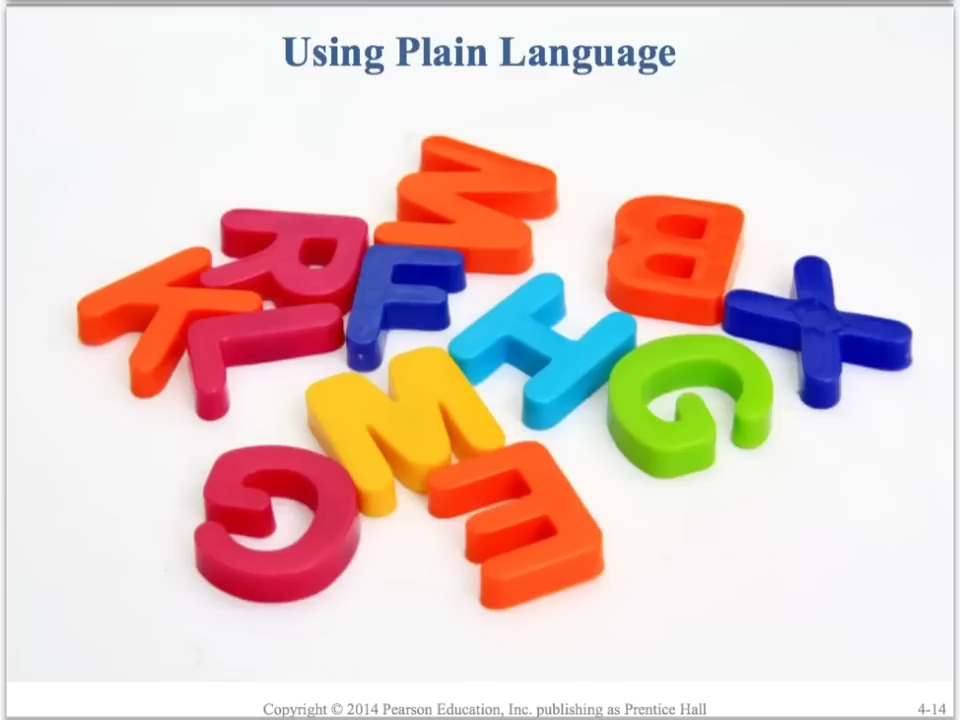 Using Plain Language
M
B
R
K
F
X
L
H
G
M
E
G
Copyright © 2014 Pearson Education, Inc. publishing as Prentice Hall
4-14